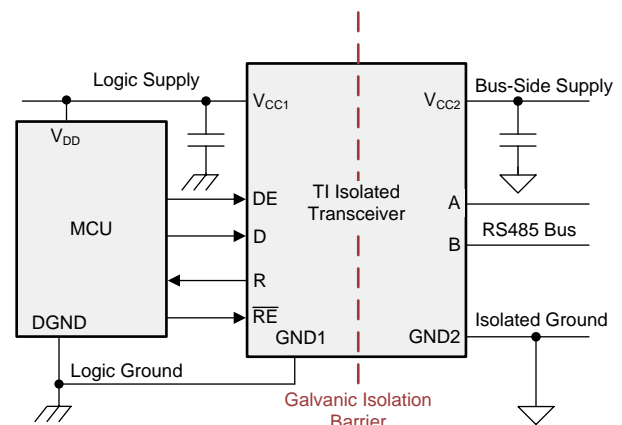 Logic Supply
VCC1
VCC2
Bus-Side Supply
VDD
MCU
DE
D
R
RE
TI Isolated
Transceiver
A
B
RS485 Bus
DGND
GND1
GND2
Isolated Ground
Logic Ground
Galvanic Isolation
Barrier